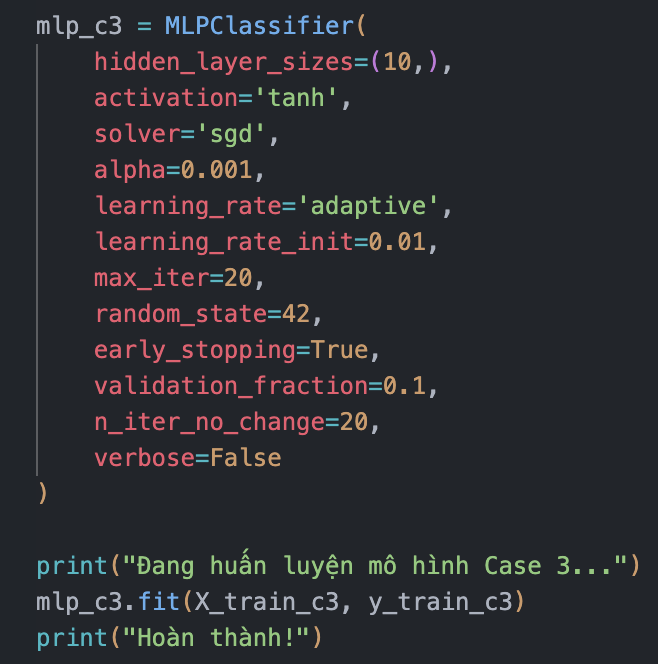 mlp_c3 = MLPClassifier(
    hidden_layer_sizes=(10,),
    activation='tanh',
    solver='sgd',
    alpha=0.001,
    learning_rate='adaptive',
    learning_rate_init=0.01,
    max_iter=20,
    random_state=42,
    early_stopping=True,
    validation_fraction=0.1,
    n_iter_no_change=20,
    verbose=False
)
print("Đang huấn luyện mô hình Case 3...")
mlp_c3.fit(X_train_c3, y_train_c3)
print("Hoàn thành!")